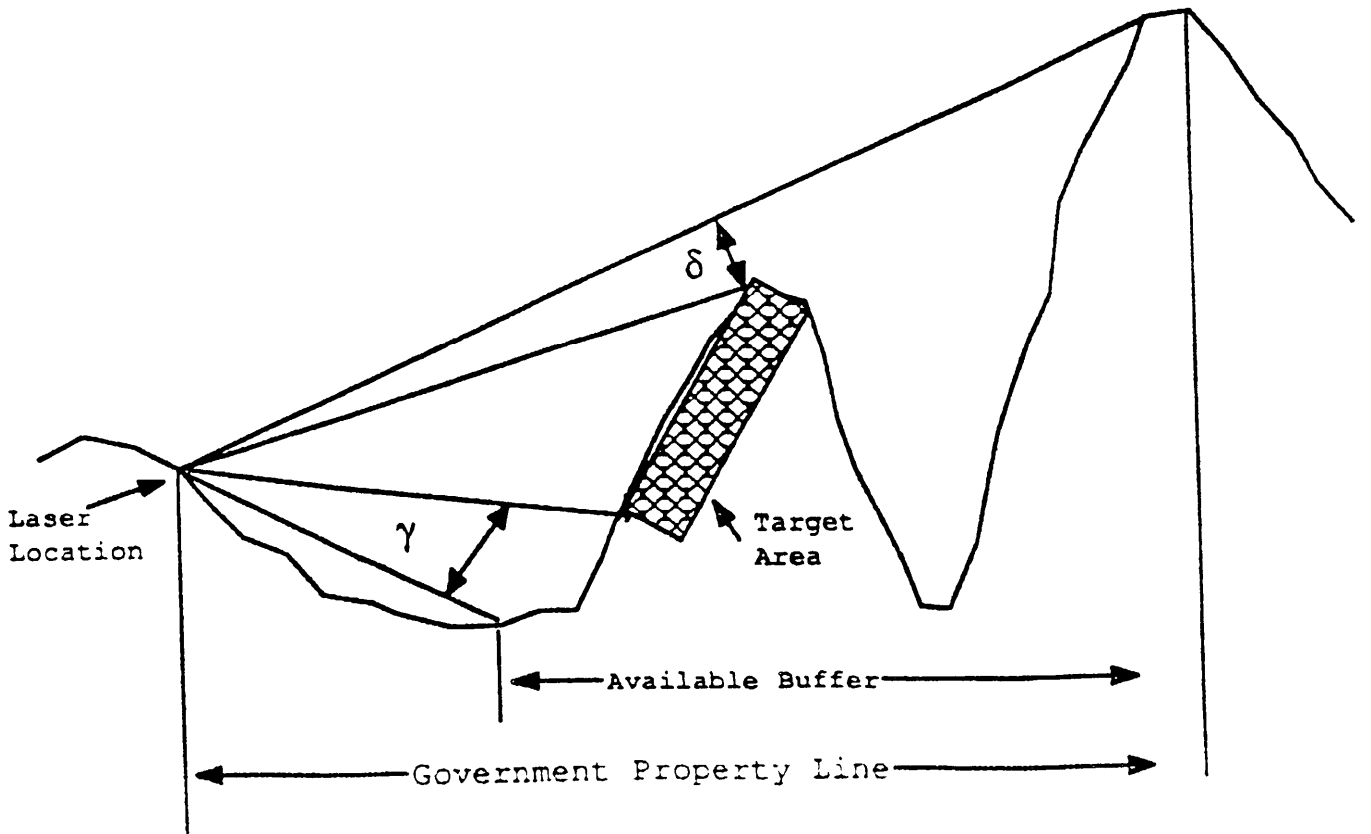 δ
γ
Laser
Location
Target
Area
Available Buffer
Government Property Line